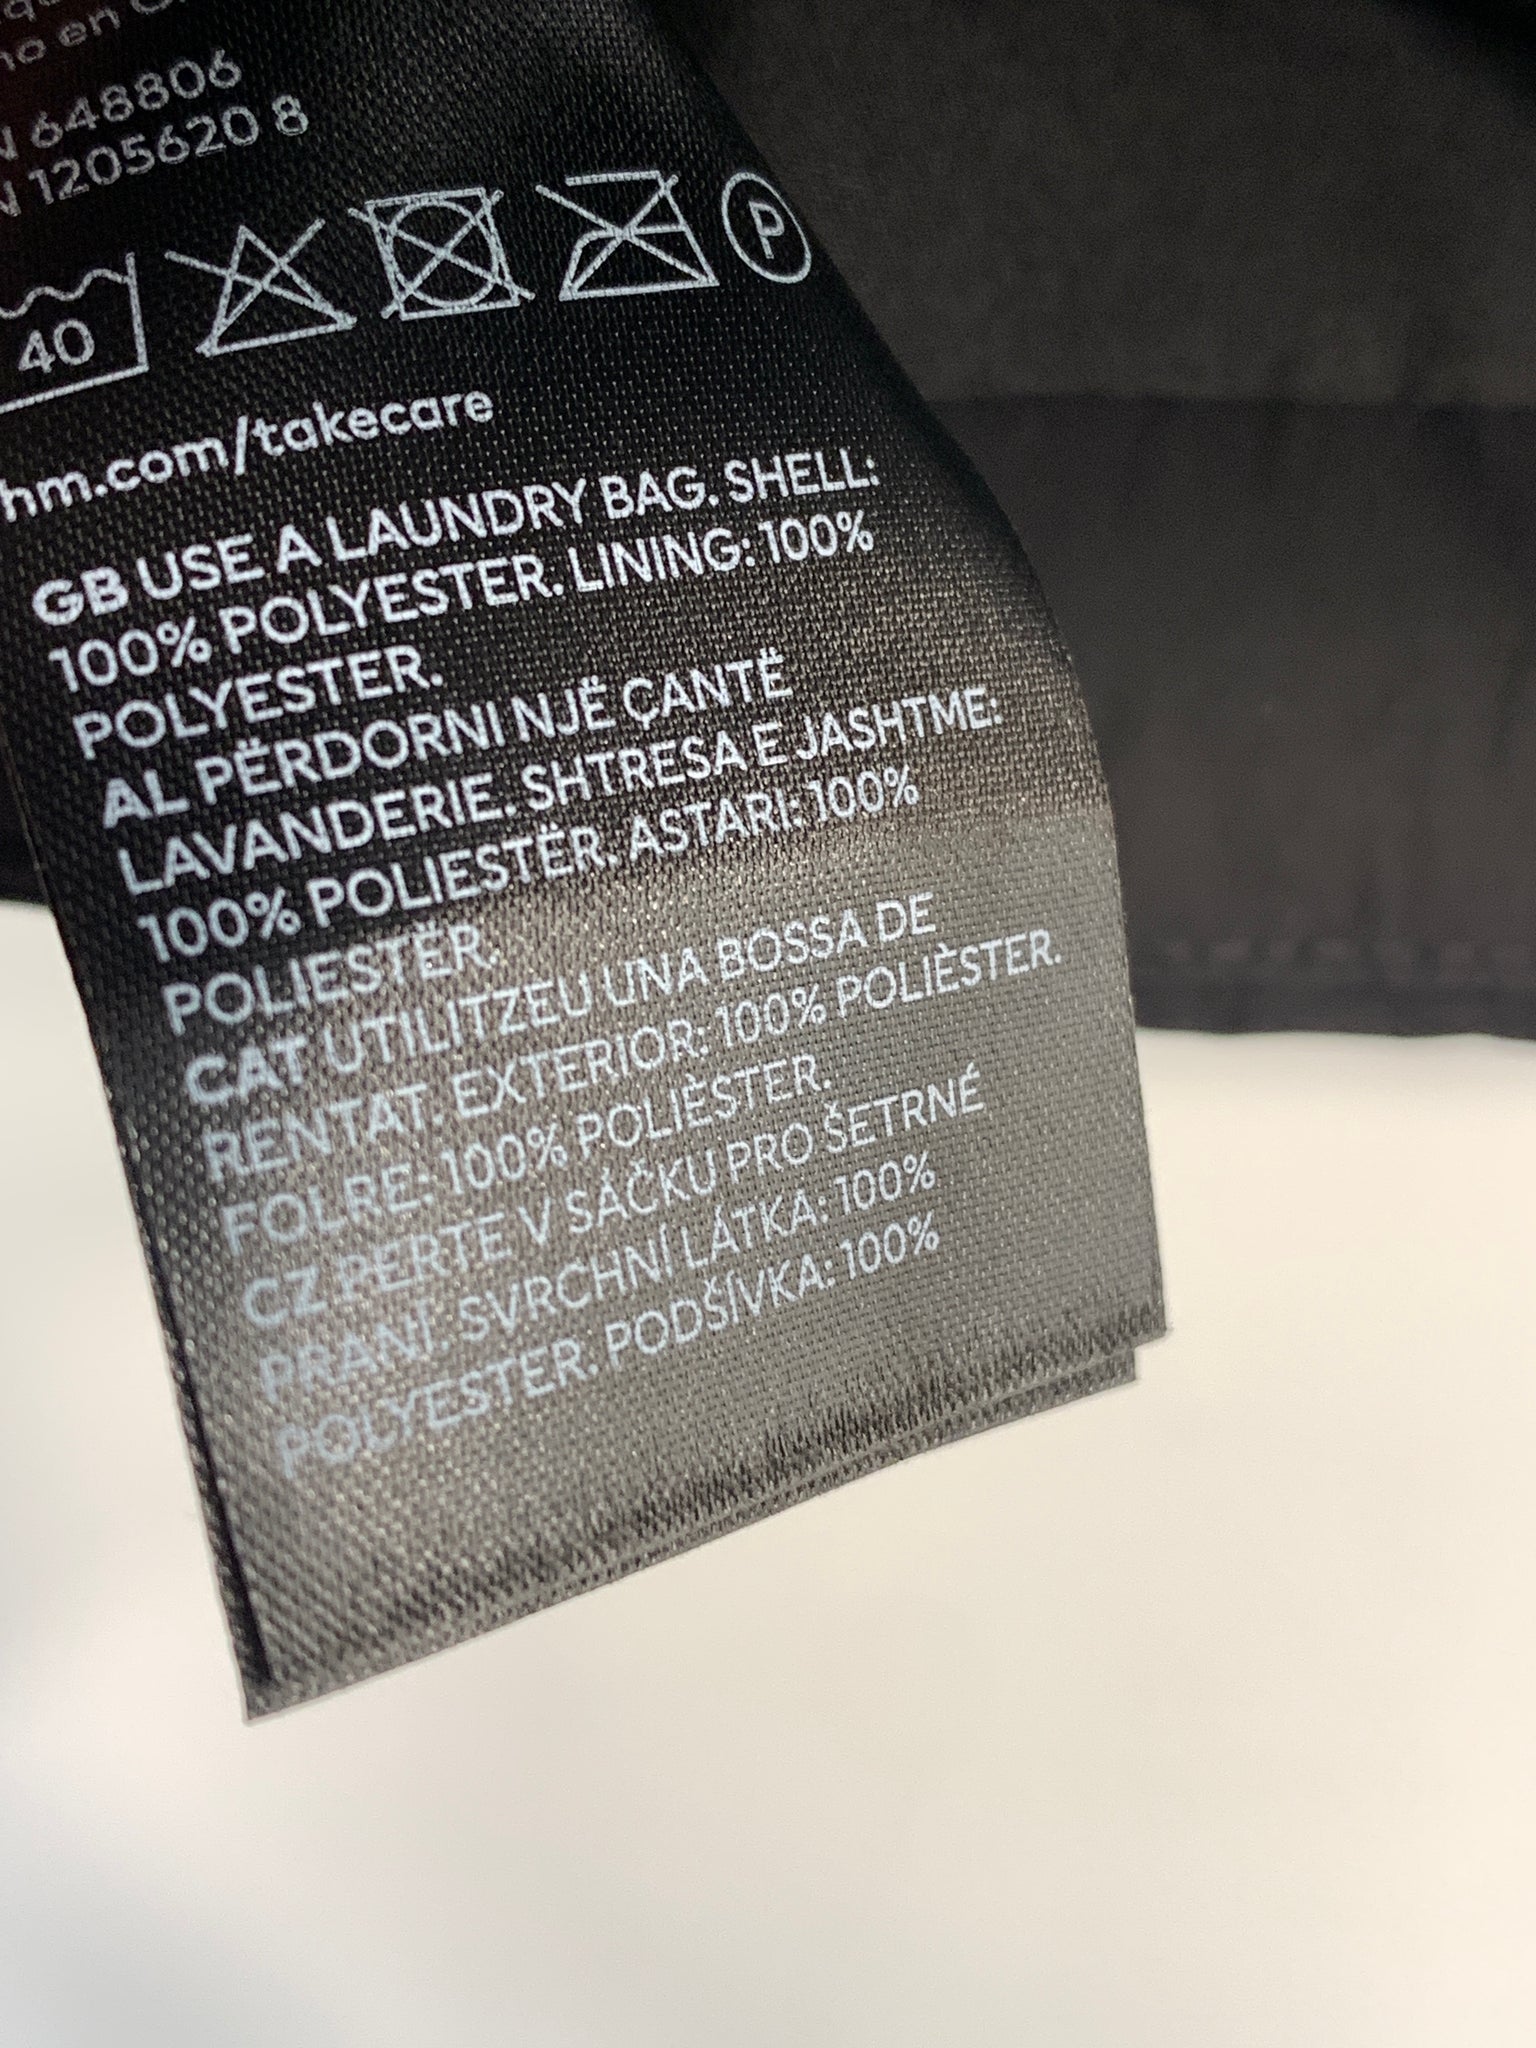 no en
N 648806
N 1205620 8
40
P
hm.com/takecare
GB USE A LAUNDRY BAG. SHELL:
100% POLYESTER. LINING: 100%
POLYESTER.
AL PËRDORNI NJË ÇANTË
LAVANDERIE. SHTRESA E JASHTME:
100% POLIESTËR. ASTARI: 100%
POLIESTËR.
CAT UTILITZEU UNA BOSSA DE
RENTAT. EXTERIOR: 100% POLIÈSTER.
FOLRE: 100% POLIÈSTER.
CZ PERTE V SÁČKU PRO ŠETRNÉ
PRANÍ. SVRCHNÍ LÁTKA: 100%
POLYESTER. PODŠÍVKA: 100%